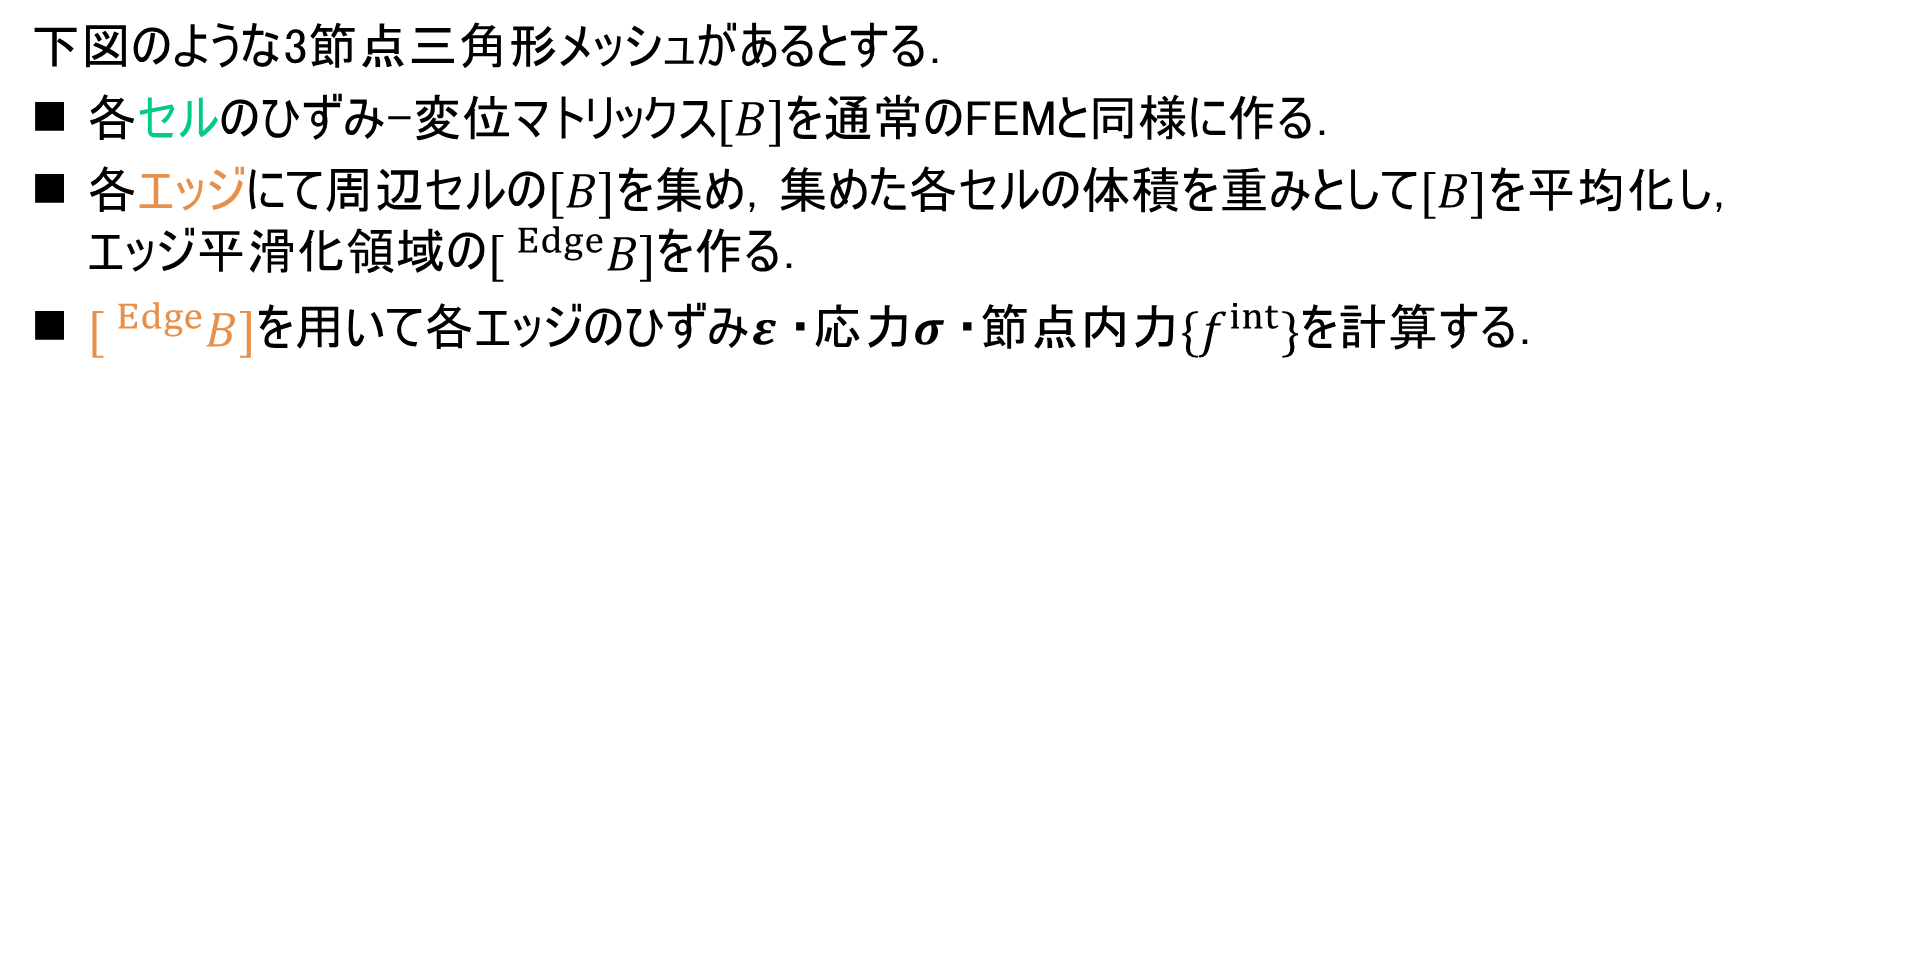 下図のような3節点三角形メッシュがあるとする．
■ 各セルのひずみ−変位マトリックス[B]を通常のFEMと同様に作る．
■ 各エッジにて周辺セルの[B]を集め，集めた各セルの体積を重みとして[B]を平均化し，
エッジ平滑化領域の[ ᴱᵈᵍᵉB]を作る．
■ [ ᴱᵈᵍᵉB]を用いて各エッジのひずみε・応力σ・節点内力{f ⁱⁿᵗ}を計算する．